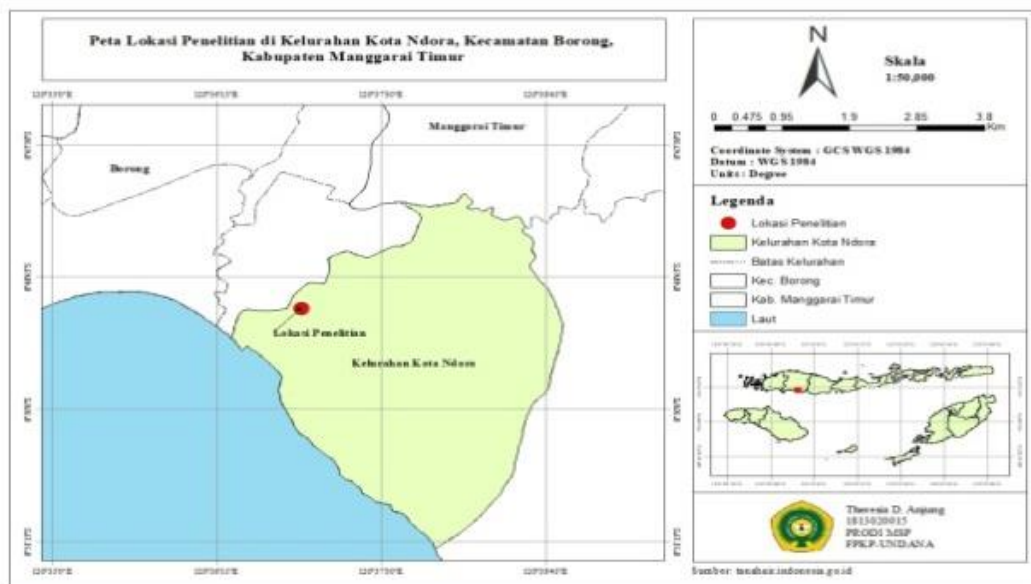 Peta Lokasi Penelitian di Kelurahan Kota Ndora, Kecamatan Borong,
Kabupaten Manggarai Timur
Manggarai Timur
Borong
Lokasi Penelitian
Kelurahan Kota Ndora
N
Skala
1:50,000
0 0.475 0.95 1.9 2.85 3.8
Km
Coordinate System : GCS WGS 1984
Datum : WGS 1984
Units : Degree
Legenda
Lokasi Penelitian
Kelurahan Kota Ndora
Batas Kelurahan
Kec. Borong
Kab. Manggarai Timur
Laut
Theresia D. Anjung
1813020015
PRODI MSP
FPKP-UNDANA
Sumber: tanahair.indonesia.go.id